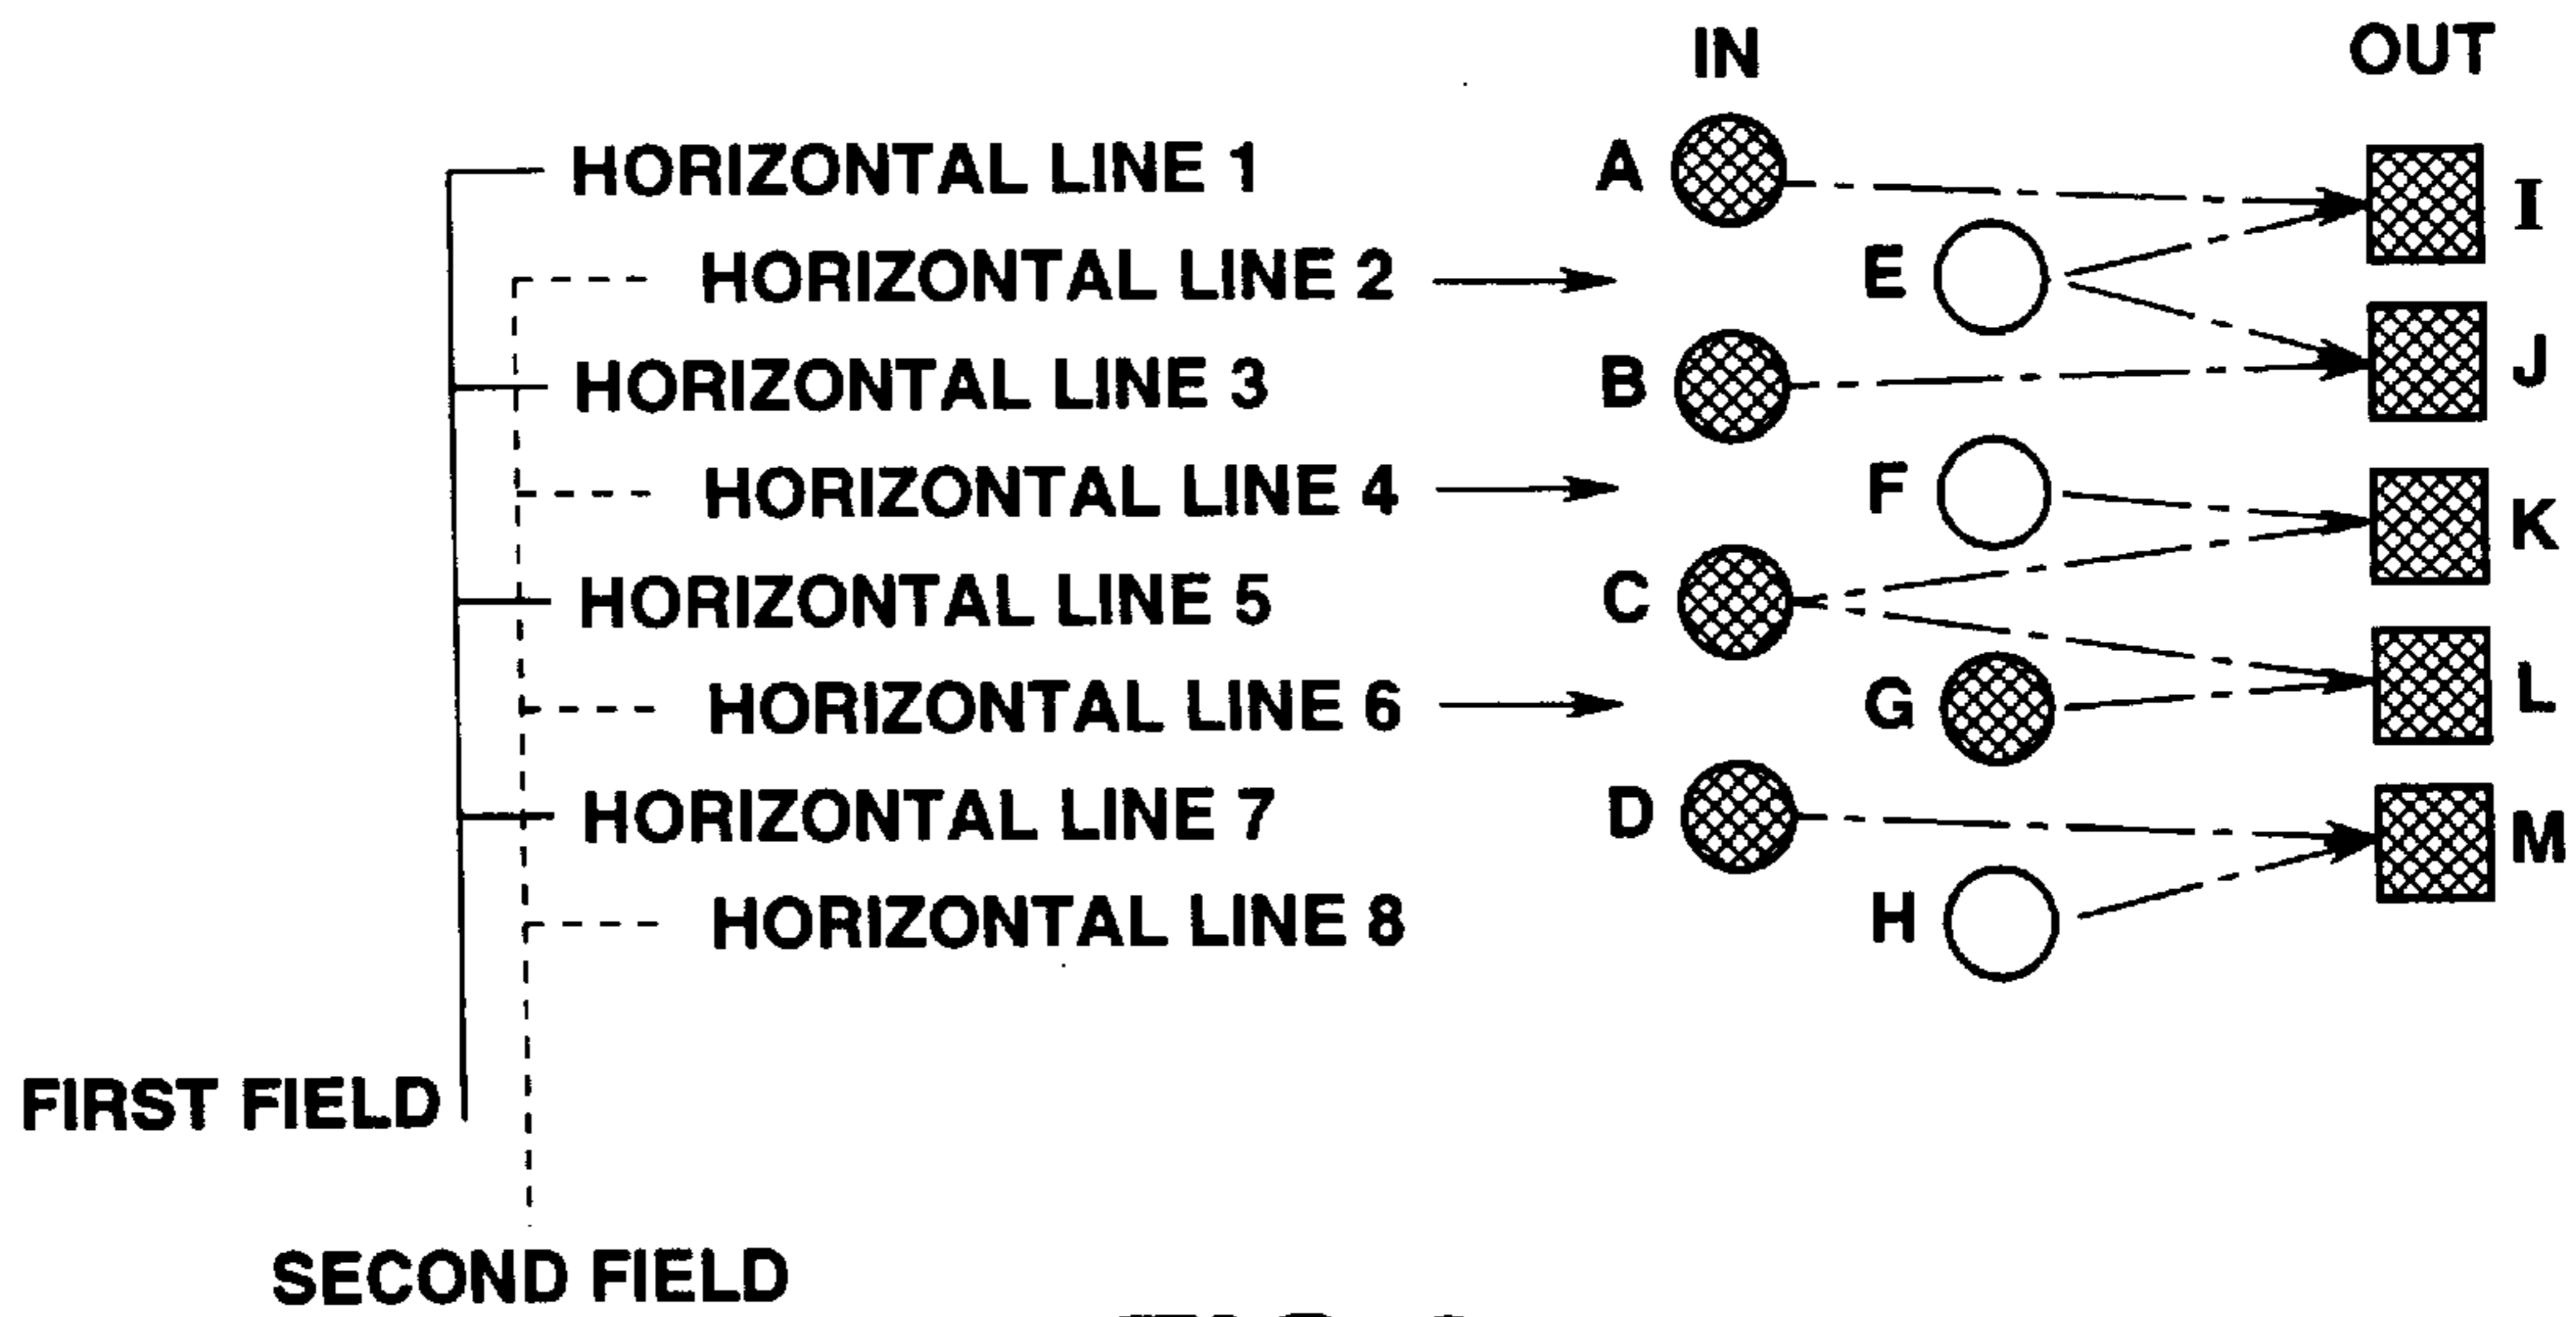 IN OUT
HORIZONTAL LINE 1 A I
HORIZONTAL LINE 2 E
HORIZONTAL LINE 3 B J
HORIZONTAL LINE 4 F K
HORIZONTAL LINE 5 C
HORIZONTAL LINE 6 G L
HORIZONTAL LINE 7 D M
HORIZONTAL LINE 8 H
FIRST FIELD
SECOND FIELD